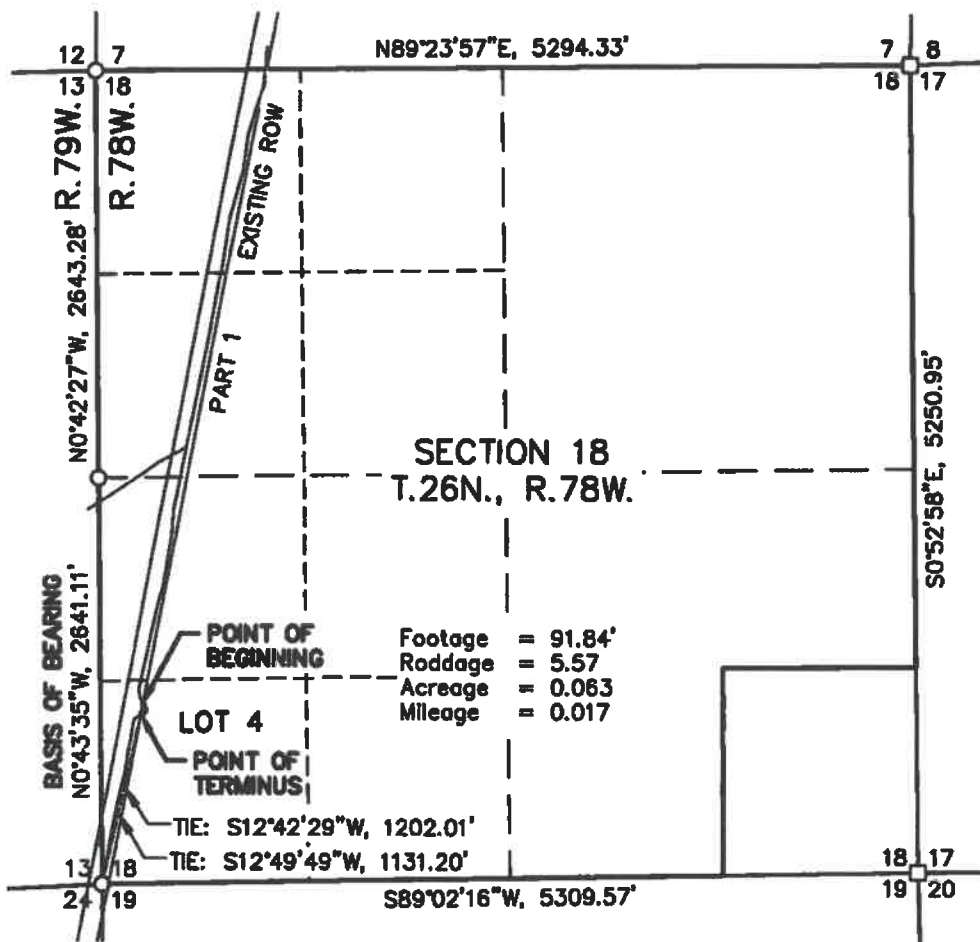 N89°23'57"E, 5294.33'
12 7
13 18
7 8
18 17
R.79W.
R.78W.
EXISTING ROW
N0°42'27"W, 2643.28'
PART 1
SECTION 18
T.26N., R.78W.
S0°52'58"E, 5250.95'
BASIS OF BEARING
N0°43'35"W, 2641.11'
POINT OF
BEGINNING
Footage = 91.84'
Roddage = 5.57
Acreage = 0.063
Mileage = 0.017
LOT 4
POINT OF
TERMINUS
TIE: S12°42'29"W, 1202.01'
TIE: S12°49'49"W, 1131.20'
13 18
24 19
18 17
19 20
S89°02'16"W, 5309.57'